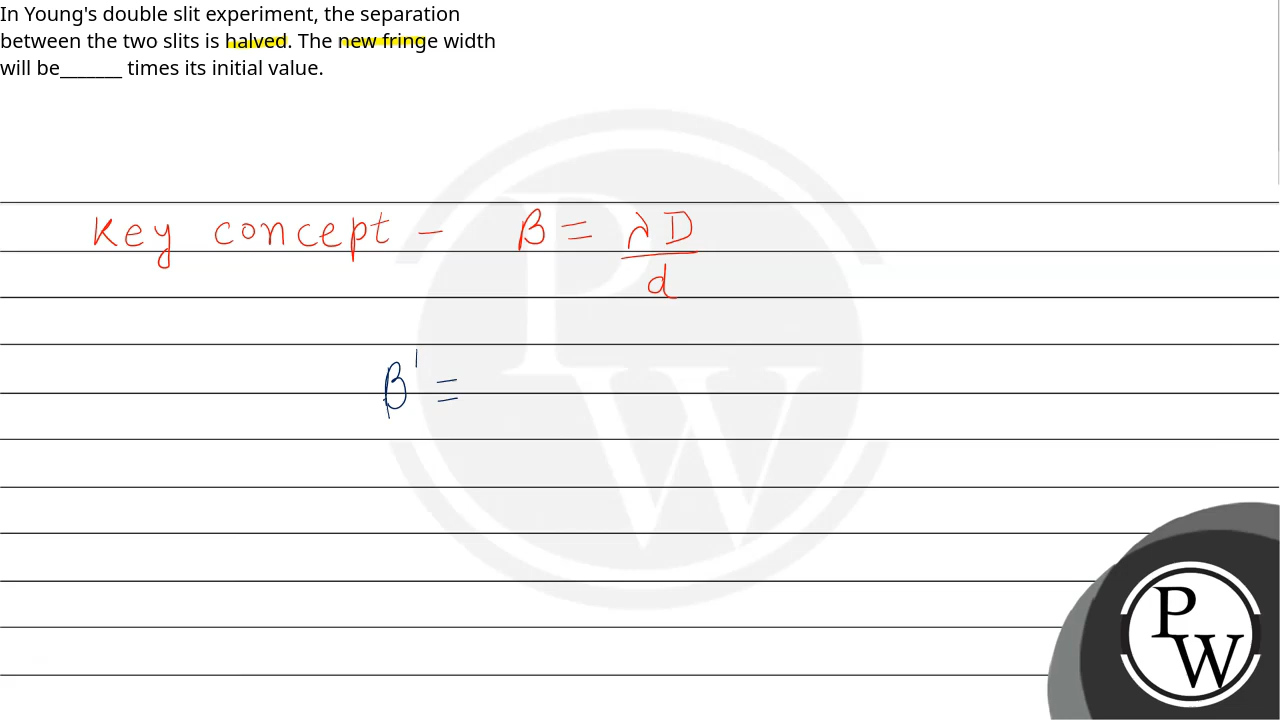 In Young's double slit experiment, the separation
between the two slits is halved. The new fringe width
will be_______ times its initial value.
Key concept - β = λD/d
β' =
PW
PW